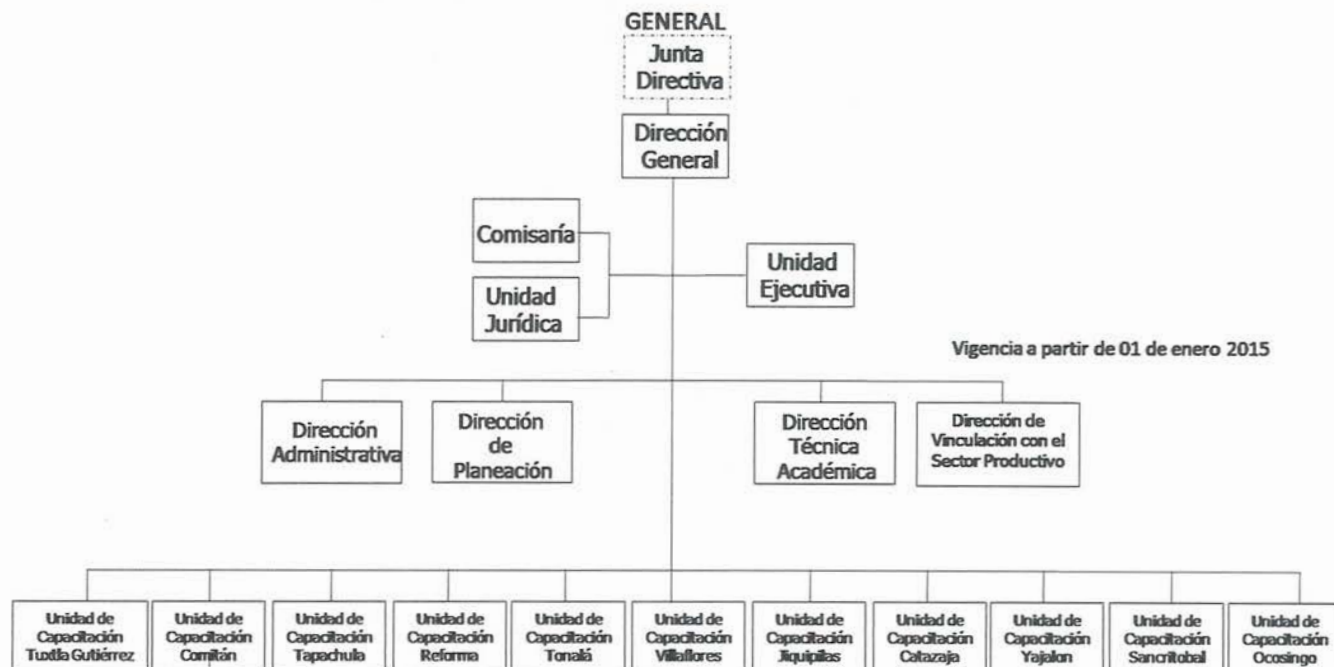 GENERAL
Junta
Directiva
Dirección
General
Comisaría
Unidad
Jurídica
Unidad
Ejecutiva
Vigencia a partir de 01 de enero 2015
Dirección
Administrativa
Dirección
de
Planeación
Dirección
Técnica
Académica
Dirección de
Vinculación con el
Sector Productivo
Unidad de
Capacitación
Tuxtla Gutiérrez
Unidad de
Capacitación
Comitán
Unidad de
Capacitación
Tapachula
Unidad de
Capacitación
Reforma
Unidad de
Capacitación
Tonalá
Unidad de
Capacitación
Villaflores
Unidad de
Capacitación
Jiquipilas
Unidad de
Capacitación
Catazaja
Unidad de
Capacitación
Yajalon
Unidad de
Capacitación
Sancritobal
Unidad de
Capacitación
Ocosingo